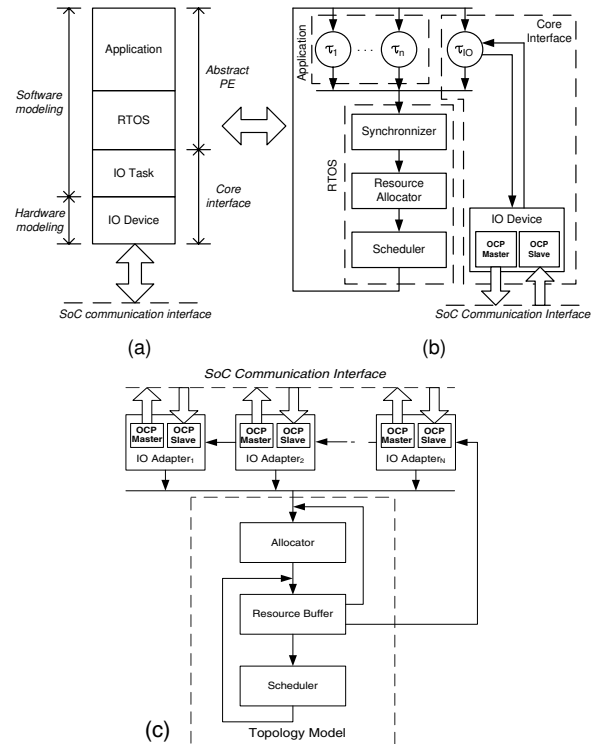 Application
RTOS
IO Task
IO Device
Software
modeling
Hardware
modeling
Abstract
PE
Core
interface
SoC communication interface
(a)
Application
τ1
. . .
τn
τIO
Core
Interface
RTOS
Synchronnizer
Resource
Allocator
Scheduler
IO Device
OCP
Master
OCP
Slave
SoC Communication Interface
(b)
SoC Communication Interface
OCP
Master
OCP
Slave
IO Adapter1
OCP
Master
OCP
Slave
IO Adapter2
OCP
Master
OCP
Slave
IO AdapterN
Allocator
Resource Buffer
Scheduler
Topology Model
(c)